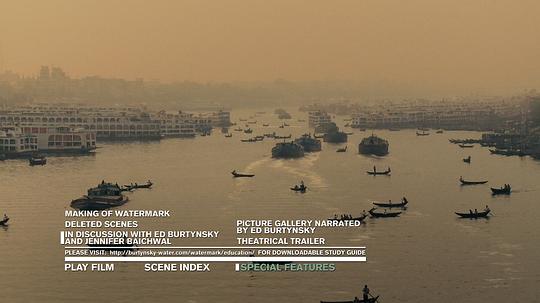 MAKING OF WATERMARK
DELETED SCENES
IN DISCUSSION WITH ED BURTYNSKY
AND JENNIFER BAICHWAL
PICTURE GALLERY NARRATED
BY ED BURTYNSKY
THEATRICAL TRAILER
PLEASE VISIT: http://burtynsky-water.com/watermark/education/ FOR DOWNLOADABLE STUDY GUIDE
PLAY FILM
SCENE INDEX
SPECIAL FEATURES